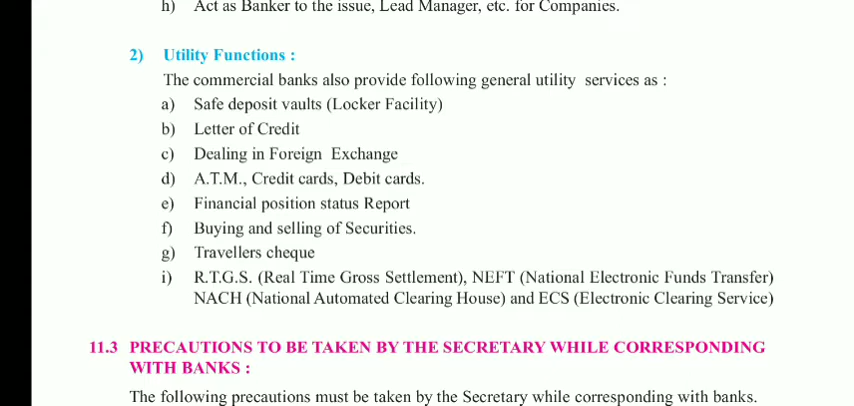 h) Act as Banker to the issue, Lead Manager, etc. for Companies.
2) Utility Functions :
The commercial banks also provide following general utility services as :
a) Safe deposit vaults (Locker Facility)
b) Letter of Credit
c) Dealing in Foreign Exchange
d) A.T.M., Credit cards, Debit cards.
e) Financial position status Report
f) Buying and selling of Securities.
g) Travellers cheque
i) R.T.G.S. (Real Time Gross Settlement), NEFT (National Electronic Funds Transfer)
NACH (National Automated Clearing House) and ECS (Electronic Clearing Service)
11.3 PRECAUTIONS TO BE TAKEN BY THE SECRETARY WHILE CORRESPONDING
WITH BANKS :
The following precautions must be taken by the Secretary while corresponding with banks.